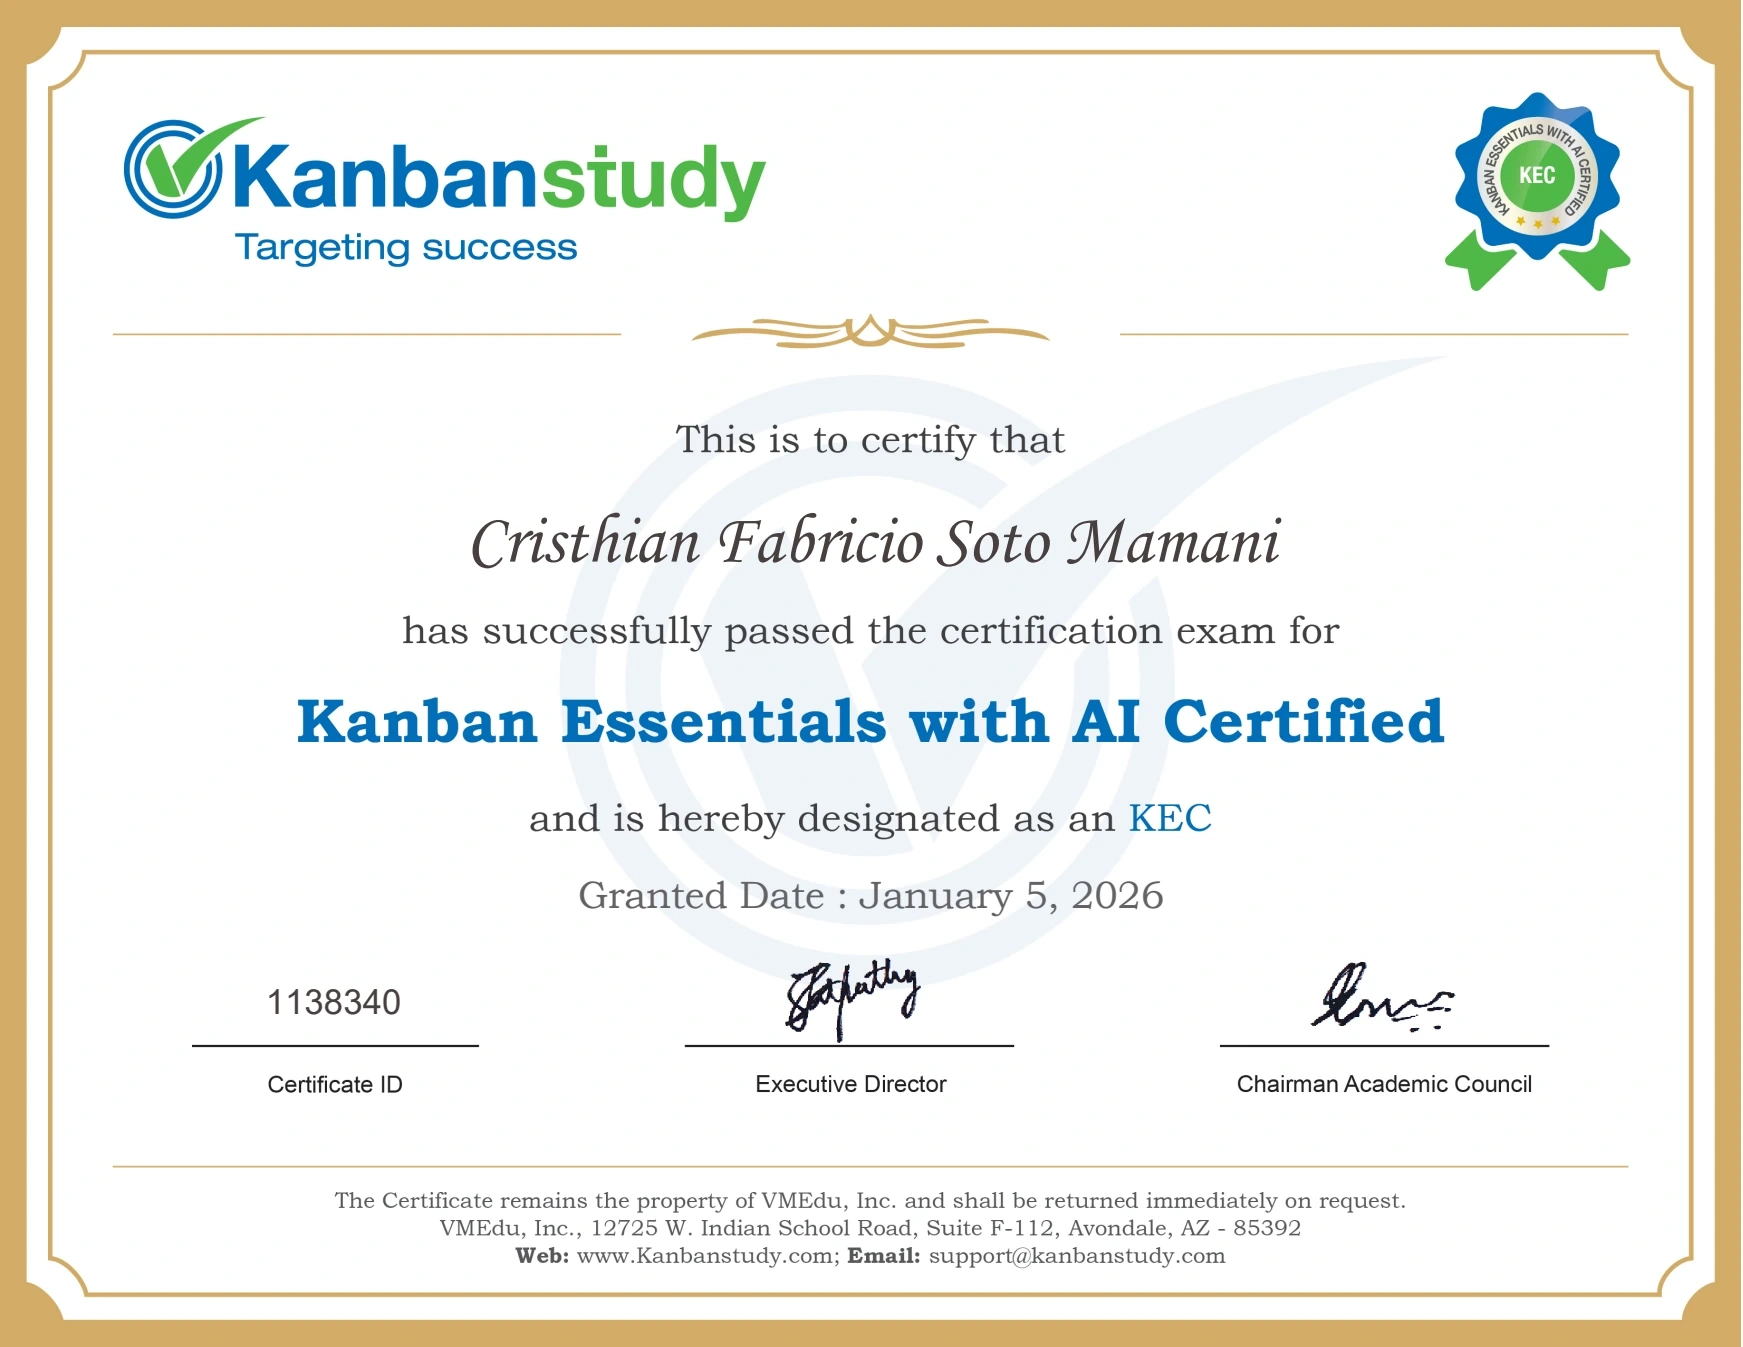 Kanbanstudy
Targeting success
KANBAN ESSENTIALS WITH AI CERTIFIED
KEC
This is to certify that
Cristhian Fabricio Soto Mamani
has successfully passed the certification exam for
Kanban Essentials with AI Certified
and is hereby designated as an KEC
Granted Date : January 5, 2026
1138340
Certificate ID
Executive Director
Chairman Academic Council
The Certificate remains the property of VMEdu, Inc. and shall be returned immediately on request.
VMEdu, Inc., 12725 W. Indian School Road, Suite F-112, Avondale, AZ - 85392
Web: www.Kanbanstudy.com; Email: support@kanbanstudy.com